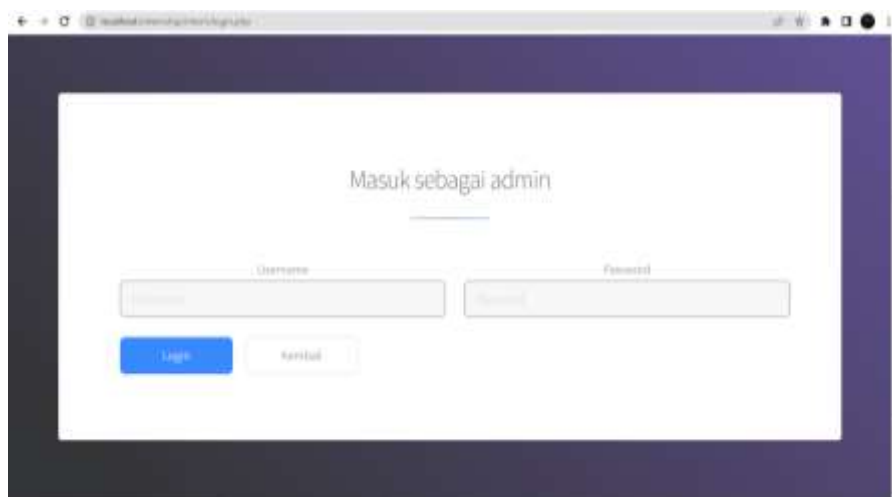 Masuk sebagai admin
Username
Password
Login
Kembali